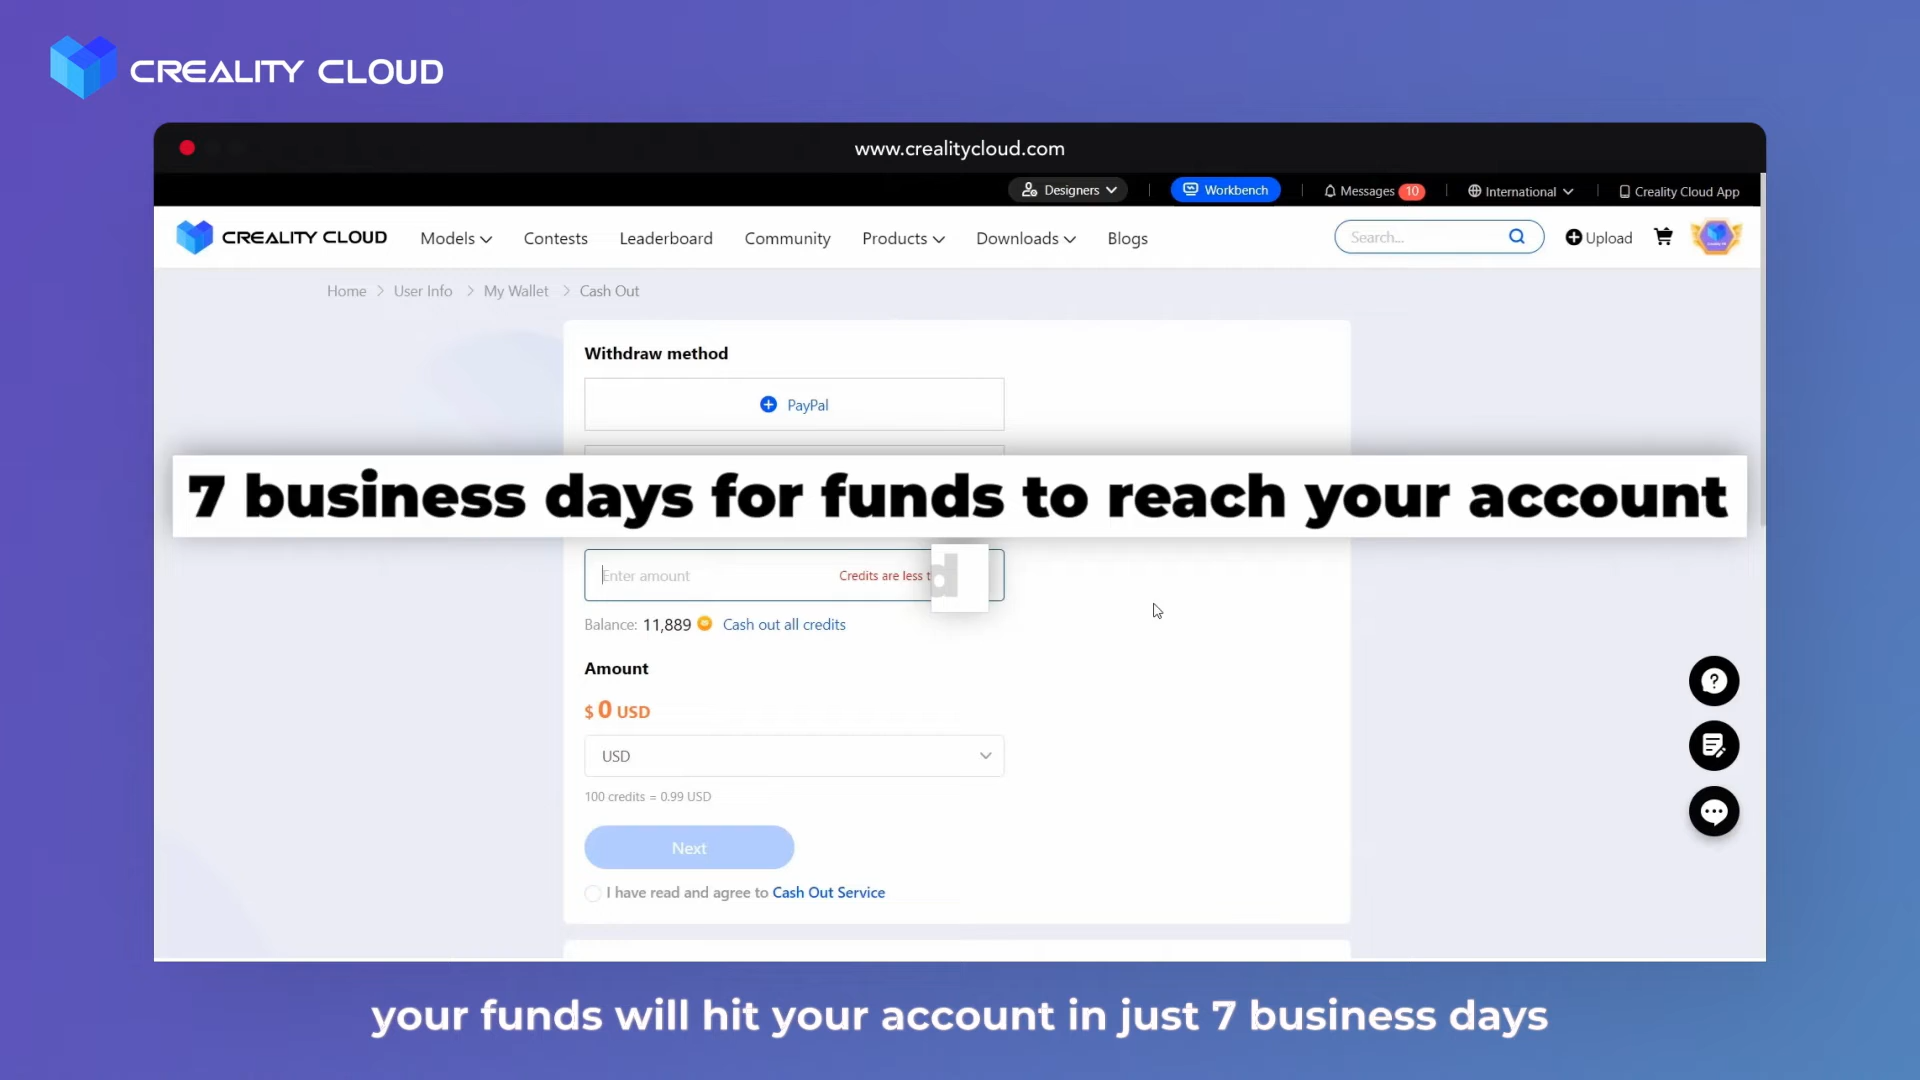 CREALITY CLOUD
www.crealitycloud.com
Designers
Workbench
Messages 10
International
Creality Cloud App
CREALITY CLOUD
Models
Contests
Leaderboard
Community
Products
Downloads
Blogs
Search...
Upload
Home > User Info > My Wallet > Cash Out
Withdraw method
PayPal
7 business days for funds to reach your account
Enter amount
Credits are less
d
Balance: 11,889 Cash out all credits
Amount
$ 0 USD
USD
100 credits = 0.99 USD
Next
I have read and agree to Cash Out Service
your funds will hit your account in just 7 business days